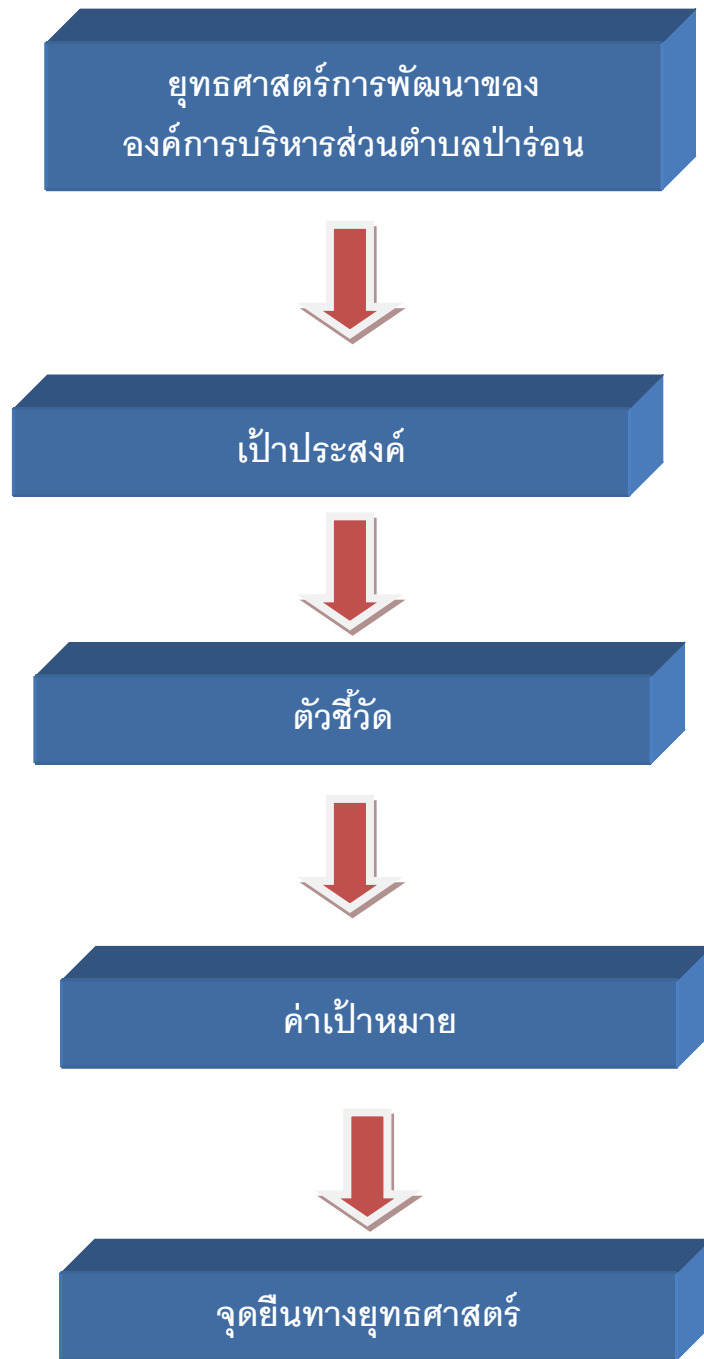 ยุทธศาสตร์การพัฒนาของ
องค์การบริหารส่วนตำบลป่าร่อน
เป้าประสงค์
ตัวชี้วัด
ค่าเป้าหมาย
จุดยืนทางยุทธศาสตร์